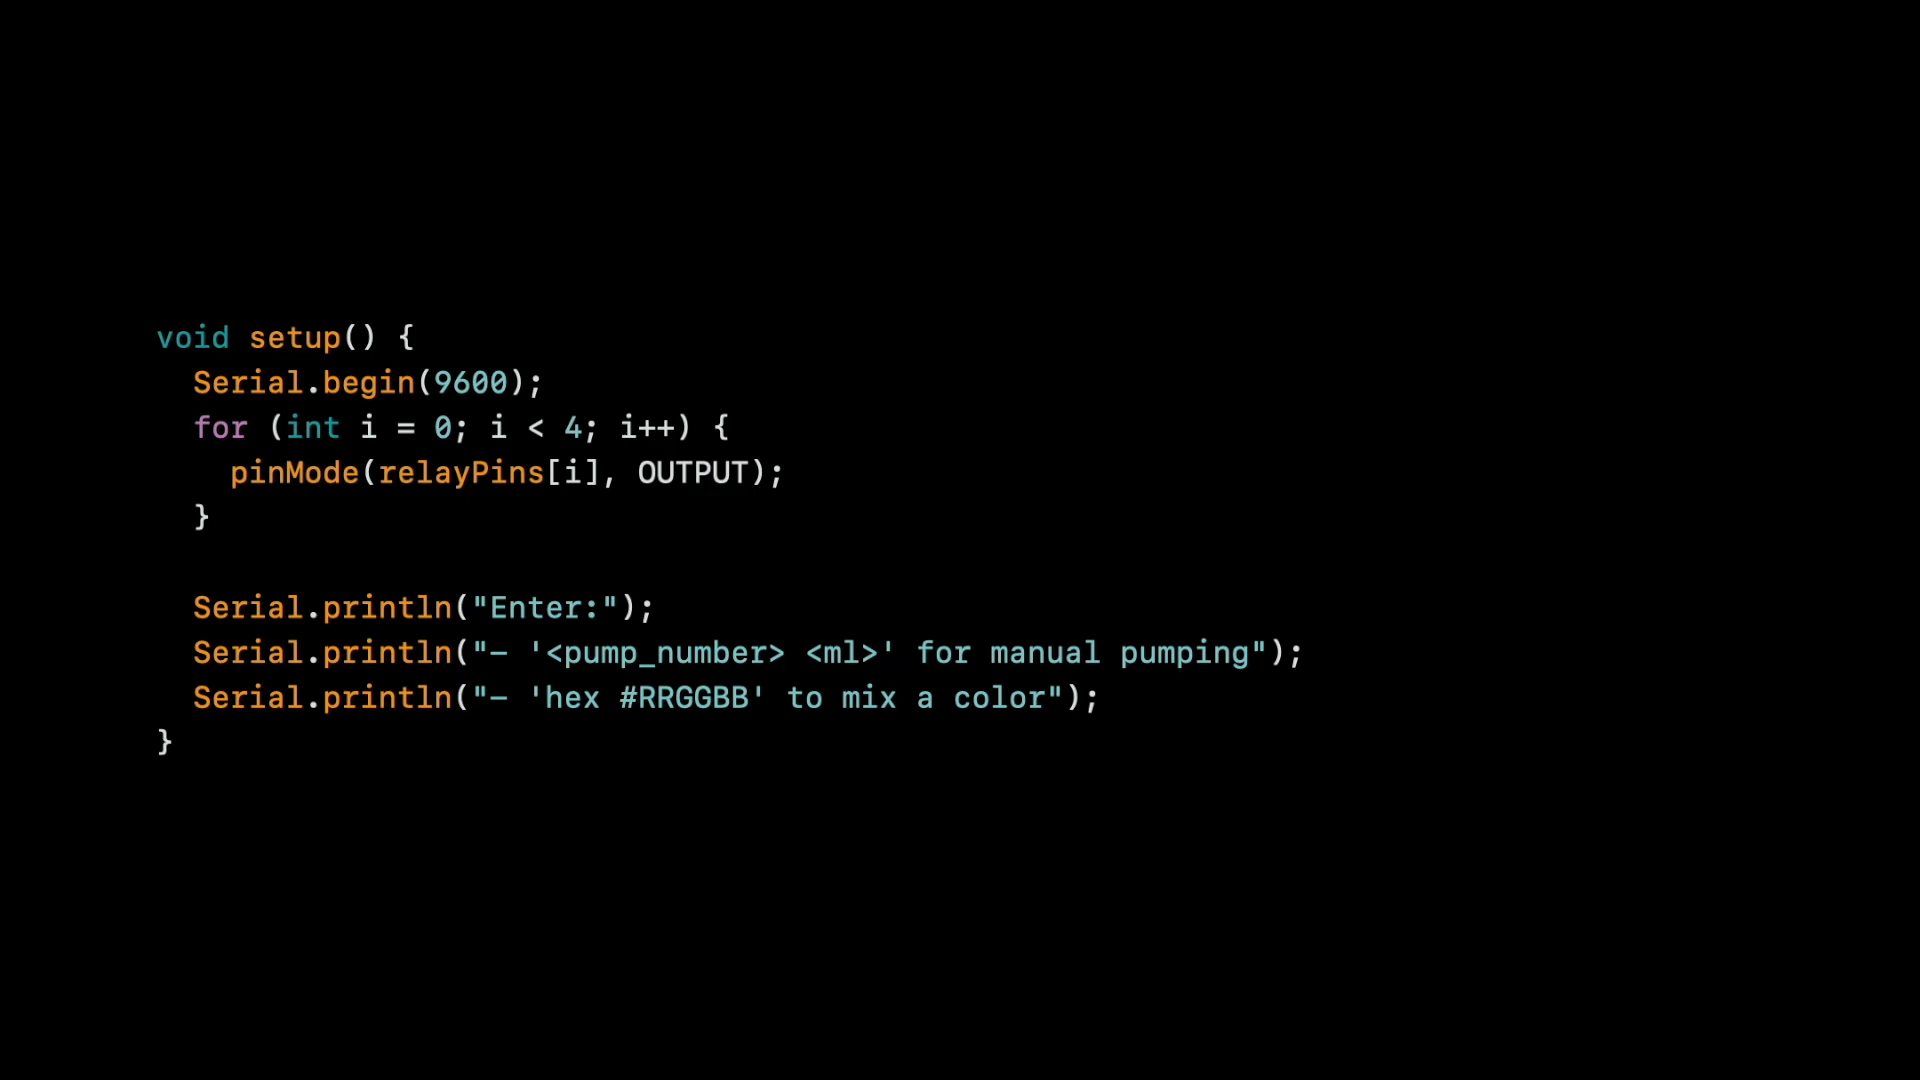 void setup() {
  Serial.begin(9600);
  for (int i = 0; i < 4; i++) {
    pinMode(relayPins[i], OUTPUT);
  }

  Serial.println("Enter:");
  Serial.println("- '<pump_number> <ml>' for manual pumping");
  Serial.println("- 'hex #RRGGBB' to mix a color");
}